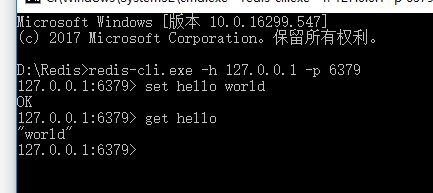 Microsoft Windows [版本 10.0.16299.547]
(c) 2017 Microsoft Corporation。保留所有权利。
D:\Redis>redis-cli.exe -h 127.0.0.1 -p 6379
127.0.0.1:6379> set hello world
OK
127.0.0.1:6379> get hello
"world"
127.0.0.1:6379>